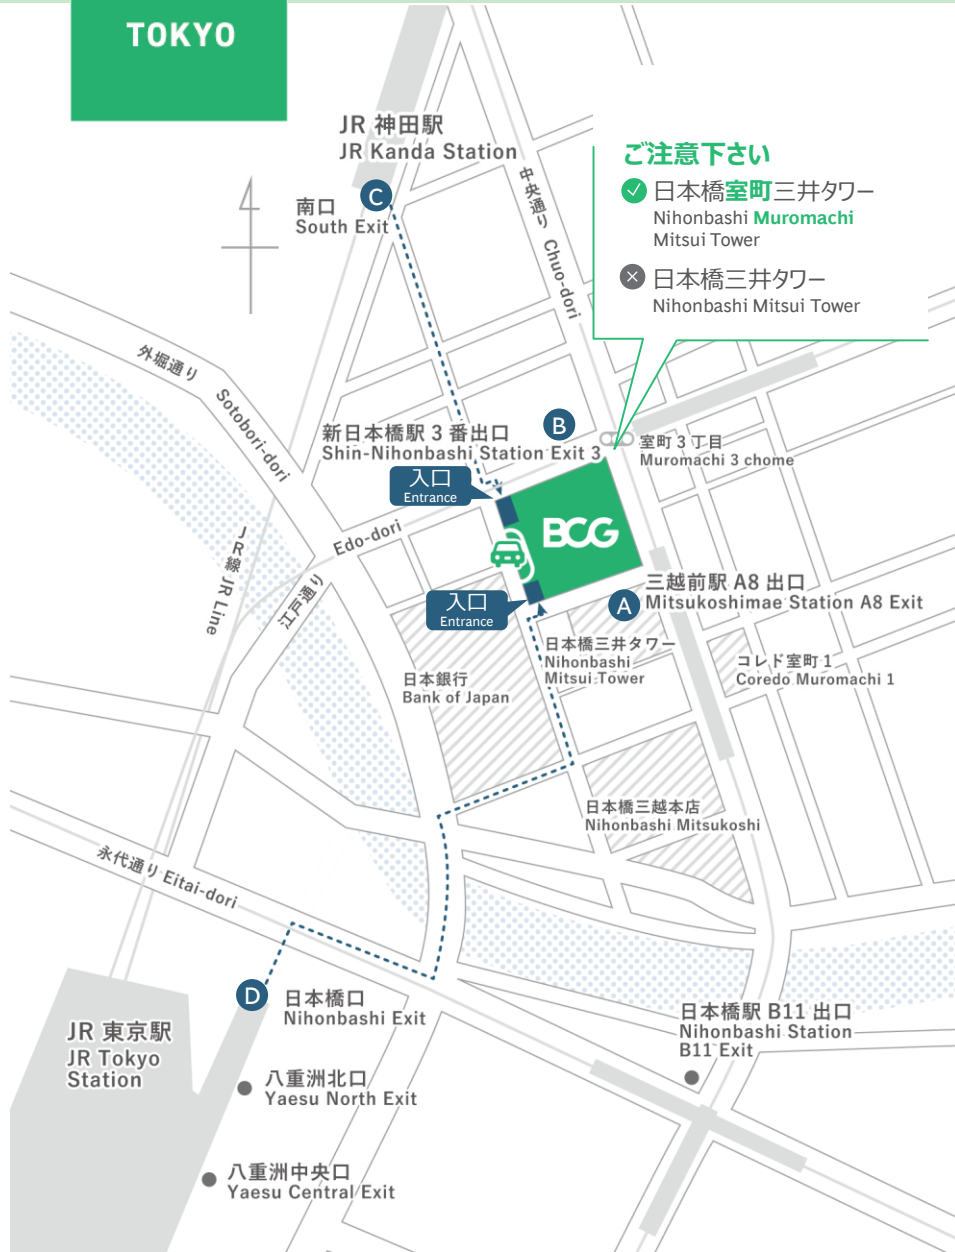 TOKYO
JR 神田駅
JR Kanda Station
C
南口
South Exit
中央通り Chuo-dori
ご注意下さい
日本橋室町三井タワー
Nihonbashi Muromachi
Mitsui Tower
日本橋三井タワー
Nihonbashi Mitsui Tower
外堀通り Sotobori-dori
B
新日本橋駅 3 番出口
Shin-Nihonbashi Station Exit 3
室町 3 丁目
Muromachi 3 chome
入口
Entrance
BCG
Edo-dori
江戸通り
JR線 JR Line
入口
Entrance
A
三越前駅 A8 出口
Mitsukoshimae Station A8 Exit
日本橋三井タワー
Nihonbashi
Mitsui Tower
コレド室町 1
Coredo Muromachi 1
日本銀行
Bank of Japan
日本橋三越本店
Nihonbashi Mitsukoshi
永代通り Eitai-dori
D
日本橋口
Nihonbashi Exit
日本橋駅 B11 出口
Nihonbashi Station
B11 Exit
JR 東京駅
JR Tokyo
Station
八重洲北口
Yaesu North Exit
八重洲中央口
Yaesu Central Exit